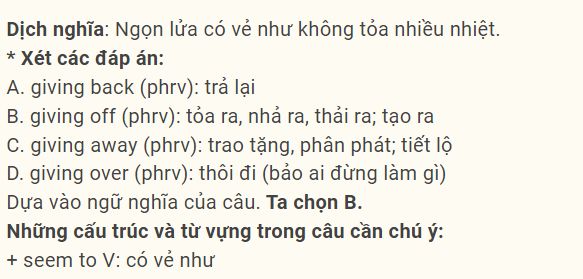 Dịch nghĩa: Ngọn lửa có vẻ như không tỏa nhiều nhiệt.
* Xét các đáp án:
A. giving back (phrv): trả lại
B. giving off (phrv): tỏa ra, nhả ra, thải ra; tạo ra
C. giving away (phrv): trao tặng, phân phát; tiết lộ
D. giving over (phrv): thôi đi (bảo ai đừng làm gì)
Dựa vào ngữ nghĩa của câu. Ta chọn B.
Những cấu trúc và từ vựng trong câu cần chú ý:
+ seem to V: có vẻ như